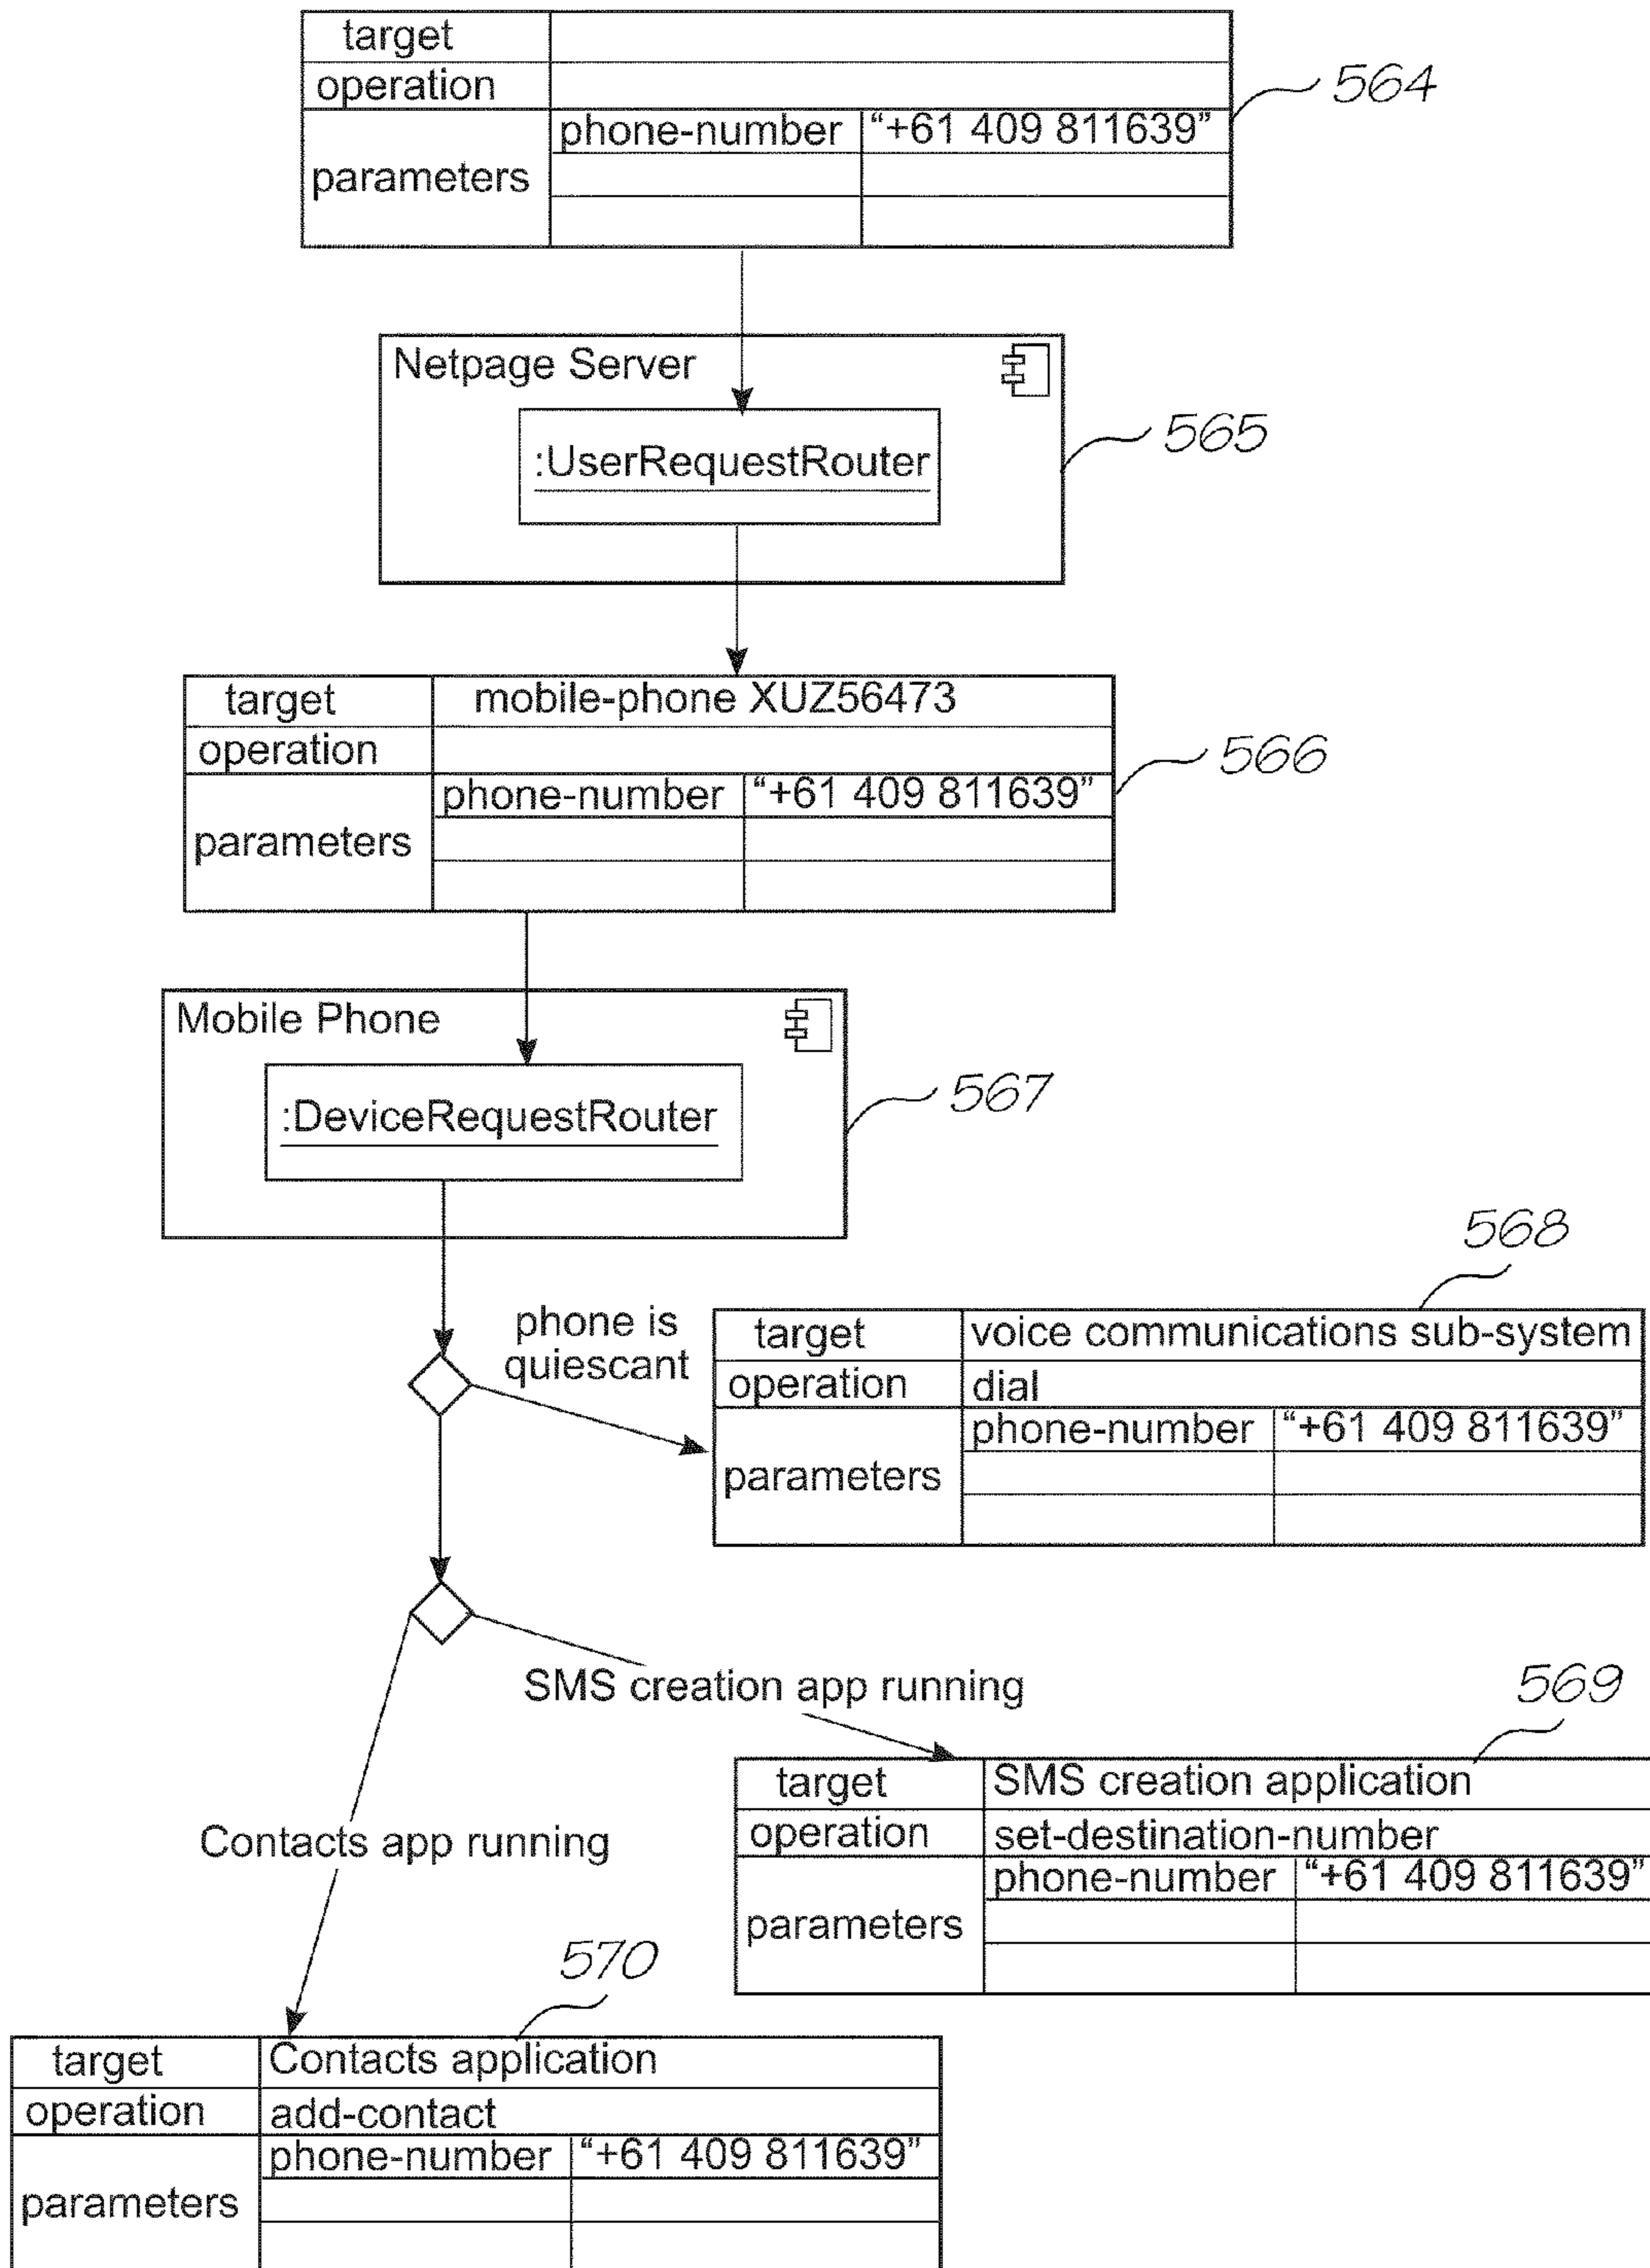 target
operation
parameters phone-number “+61 409 811639”
564
Netpage Server
:UserRequestRouter
565
target mobile-phone XUZ56473
operation
parameters phone-number “+61 409 811639”
566
Mobile Phone
:DeviceRequestRouter
567
phone is
quiescant
568
target voice communications sub-system
operation dial
parameters phone-number “+61 409 811639”
SMS creation app running
569
target SMS creation application
operation set-destination-number
parameters phone-number “+61 409 811639”
Contacts app running
570
target Contacts application
operation add-contact
parameters phone-number “+61 409 811639”